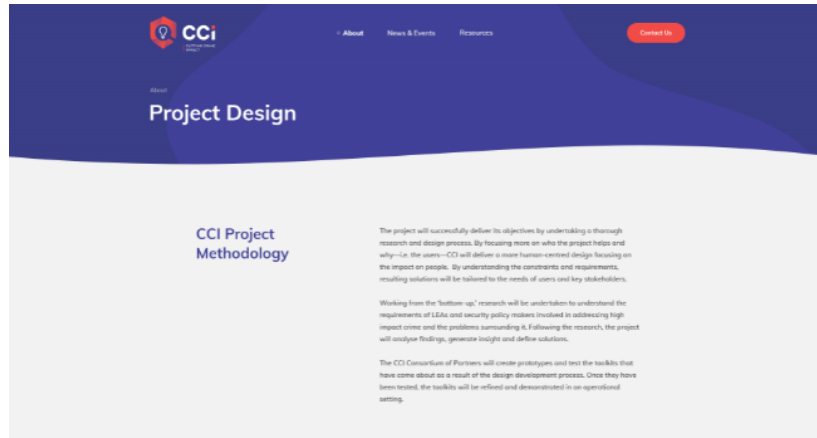 CCi
CUTTING CRIME
IMPACT
About
News & Events
Resources
Contact Us
About
Project Design
CCI Project
Methodology
The project will successfully deliver its objectives by undertaking a thorough
research and design process. By focusing more on who the project helps and
why—i.e. the users—CCI will deliver a more human-centred design focusing on
the impact on people. By understanding the constraints and requirements,
resulting solutions will be tailored to the needs of users and key stakeholders.
Working from the 'bottom-up,' research will be undertaken to understand the
requirements of LEAs and security policy makers involved in addressing high
impact crime and the problems surrounding it. Following the research, the project
will analyse findings, generate insight and define solutions.
The CCI Consortium of Partners will create prototypes and test the toolkits that
have come about as a result of the design development process. Once they have
been tested, the toolkits will be refined and demonstrated in an operational
setting.